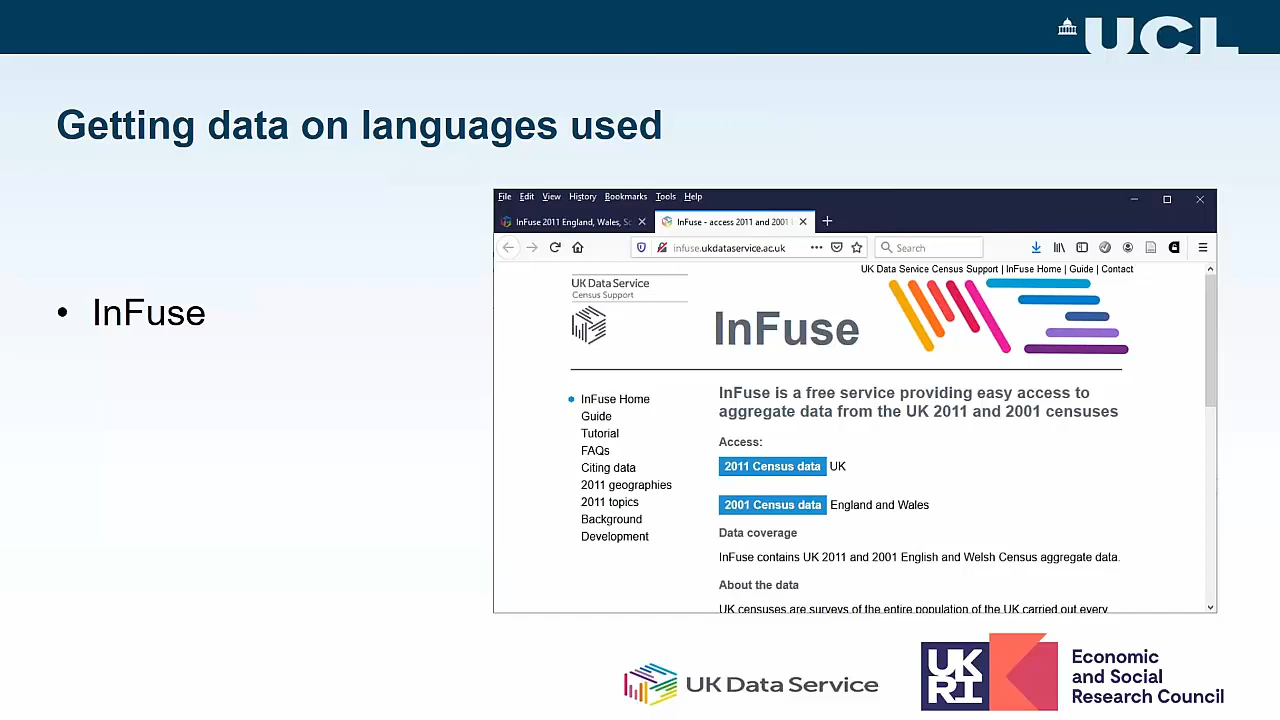 UCL
Getting data on languages used
• InFuse
File Edit View History Bookmarks Tools Help
InFuse 2011 England, Wales, Sc
InFuse - access 2011 and 2001
infuse.ukdataservice.ac.uk
Search
UK Data Service Census Support | InFuse Home | Guide | Contact
UK Data Service
Census Support
InFuse
InFuse Home
Guide
Tutorial
FAQs
Citing data
2011 geographies
2011 topics
Background
Development
InFuse is a free service providing easy access to
aggregate data from the UK 2011 and 2001 censuses
Access:
2011 Census data UK
2001 Census data England and Wales
Data coverage
InFuse contains UK 2011 and 2001 English and Welsh Census aggregate data.
About the data
UK censuses are surveys of the entire population of the UK carried out every
UK Data Service
UKRI
Economic
and Social
Research Council